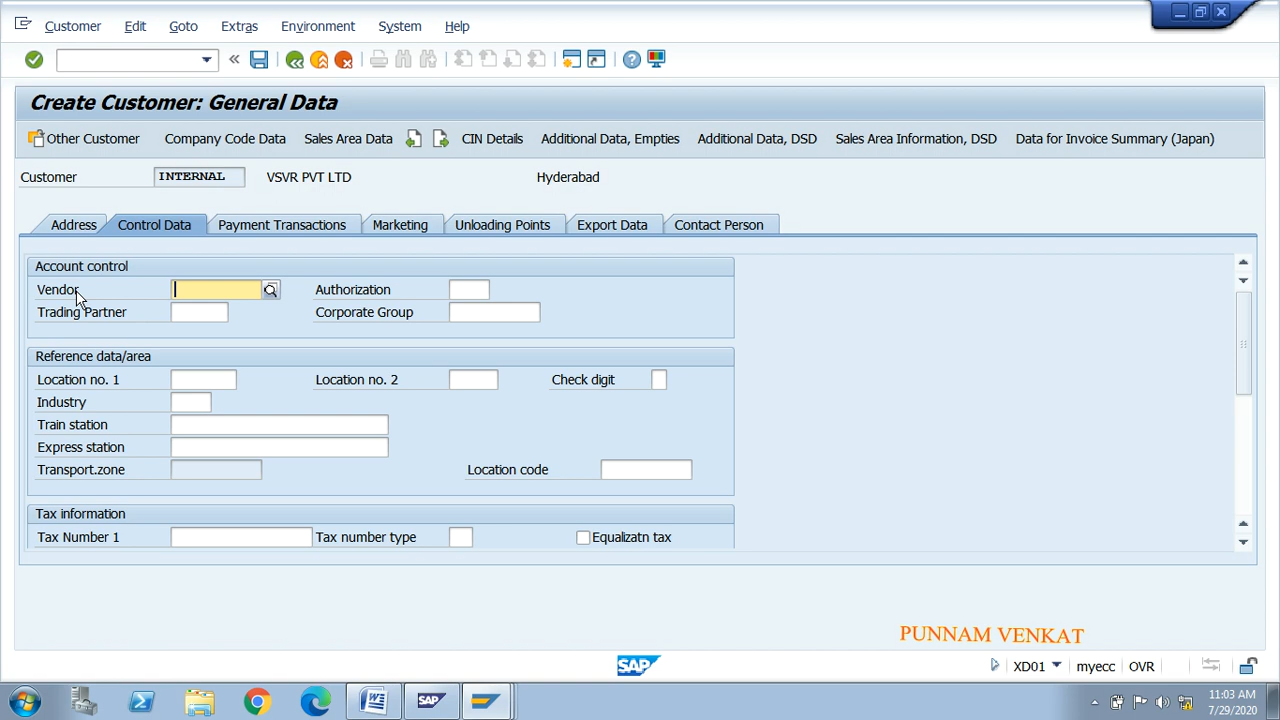 Customer Edit Goto Extras Environment System Help
Create Customer: General Data
Other Customer Company Code Data Sales Area Data CIN Details Additional Data, Empties Additional Data, DSD Sales Area Information, DSD Data for Invoice Summary (Japan)
Customer INTERNAL VSVR PVT LTD Hyderabad
Address Control Data Payment Transactions Marketing Unloading Points Export Data Contact Person
Account control
Vendor Authorization
Trading Partner Corporate Group
Reference data/area
Location no. 1 Location no. 2 Check digit
Industry
Train station
Express station
Transport.zone Location code
Tax information
Tax Number 1 Tax number type Equalizatn tax
PUNNAM VENKAT
SAP XD01 myecc OVR
11:03 AM
7/29/2020